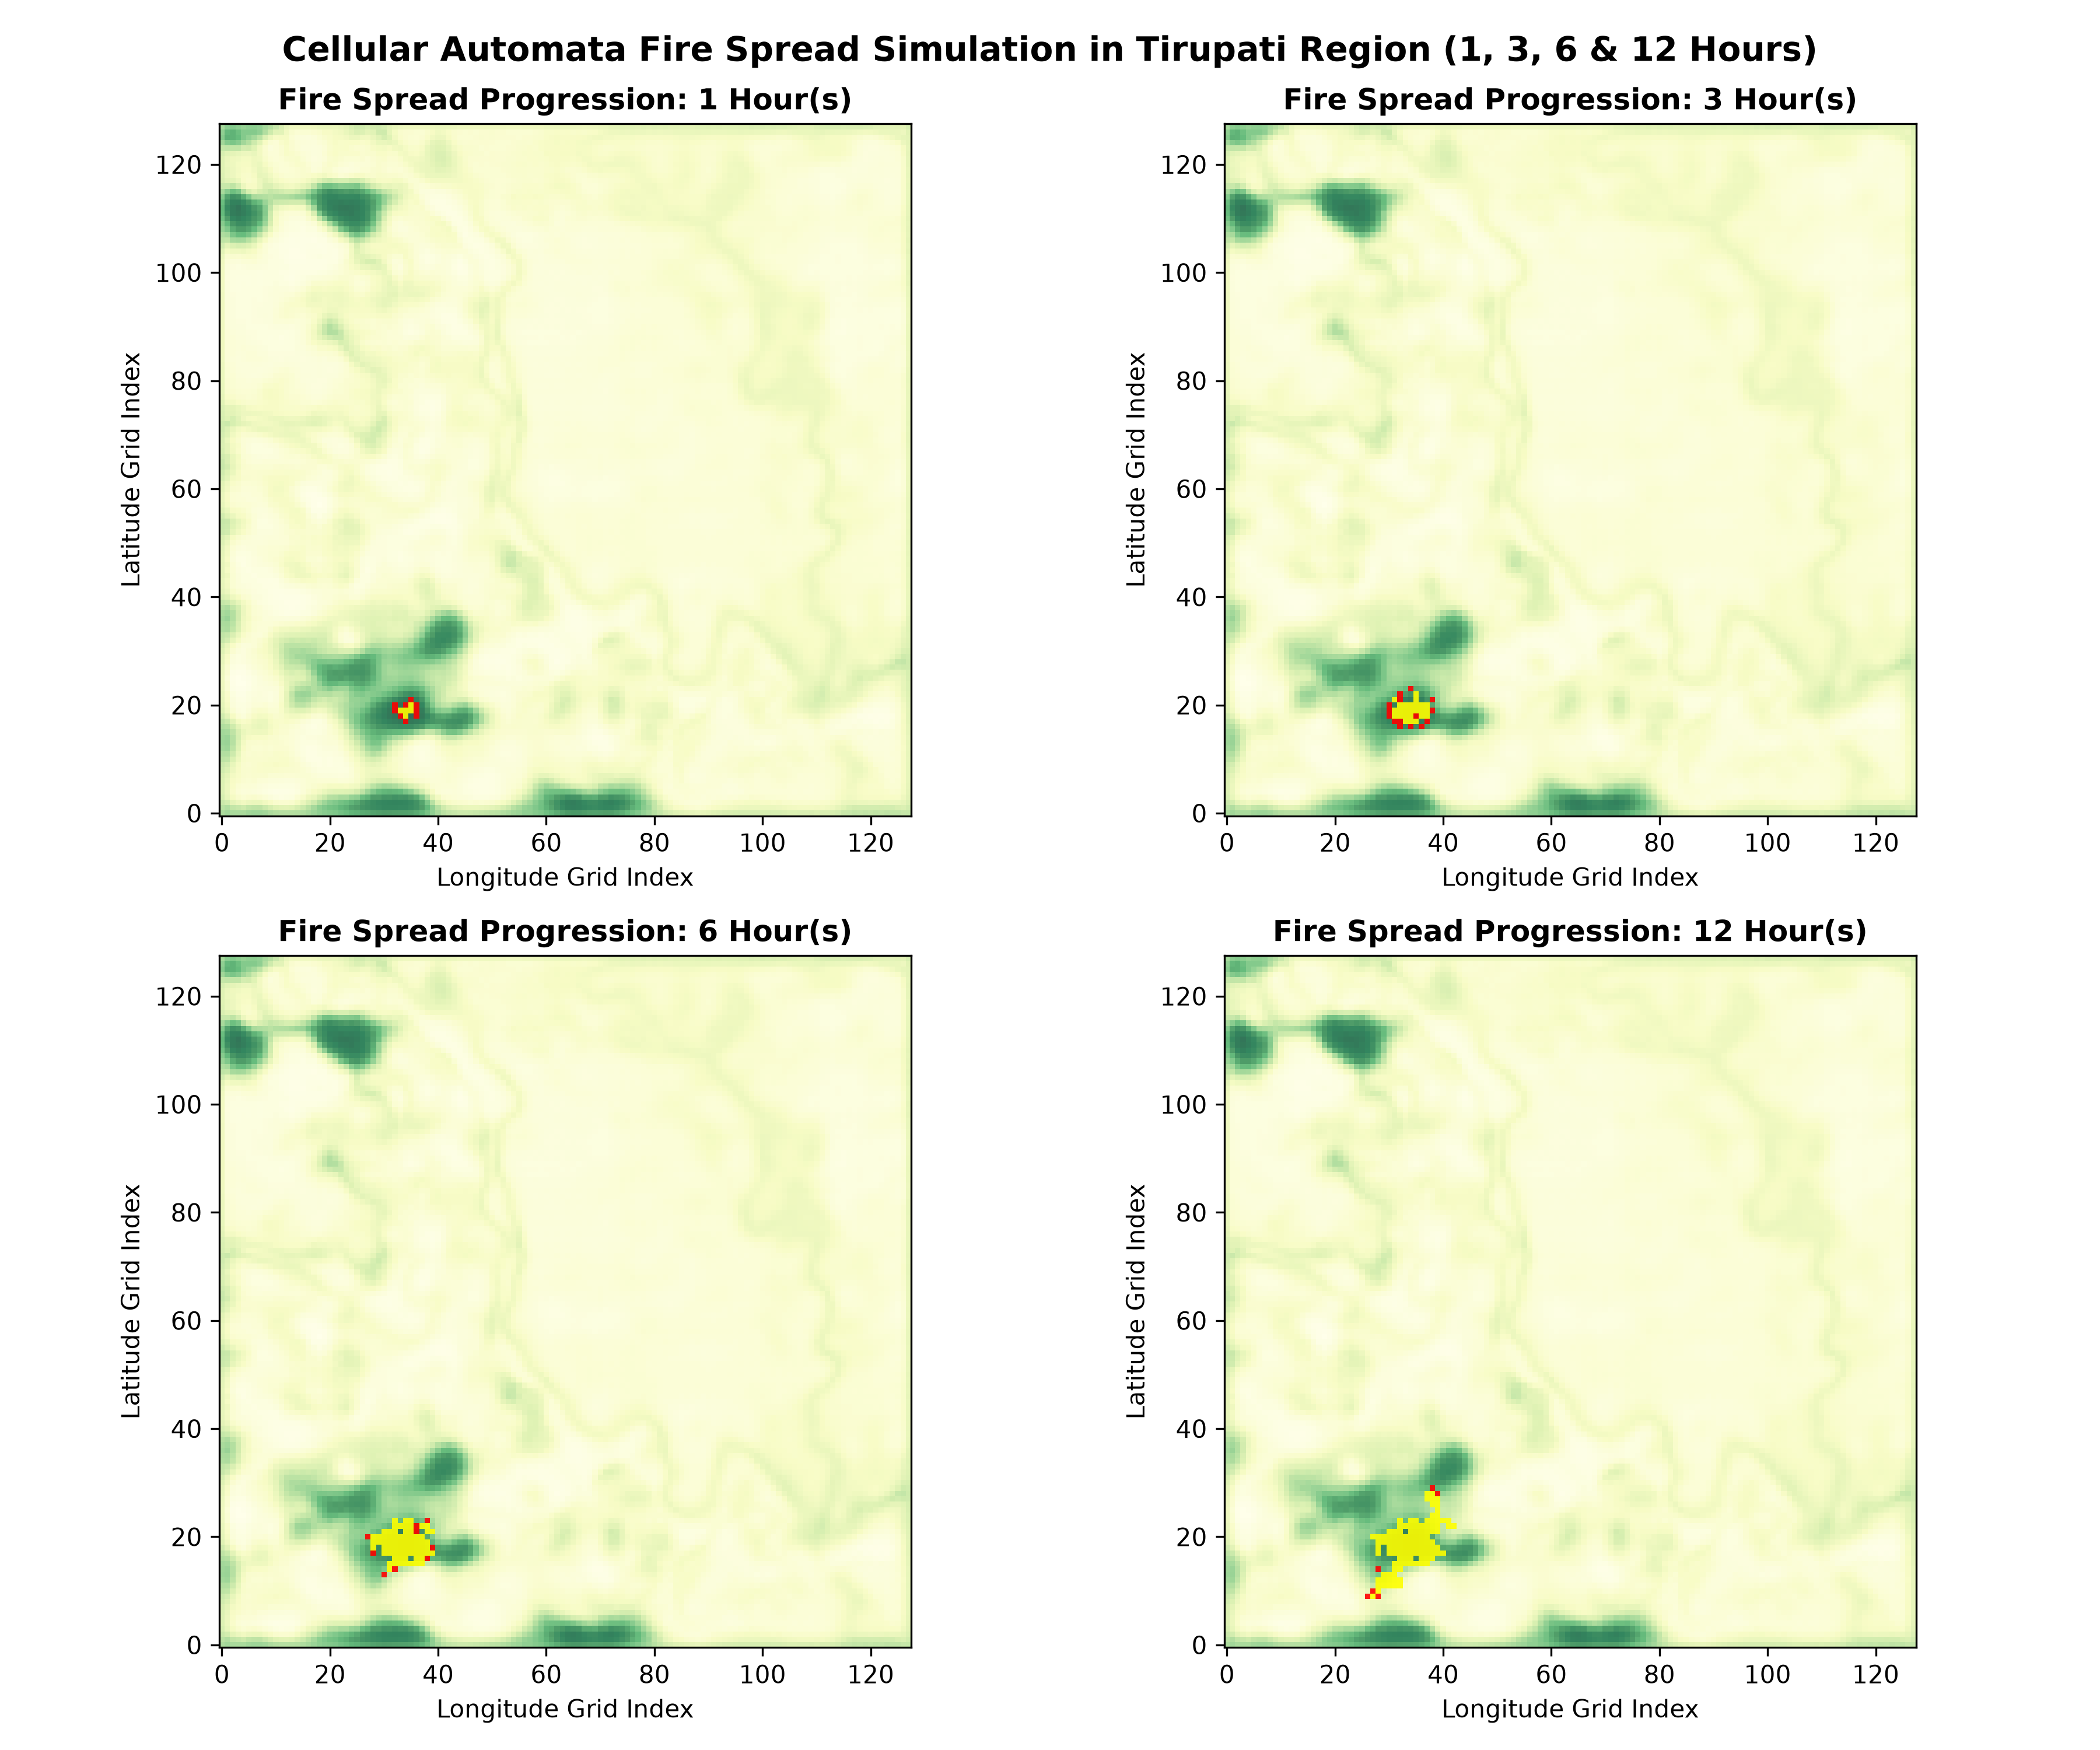 Cellular Automata Fire Spread Simulation in Tirupati Region (1, 3, 6 & 12 Hours)
Fire Spread Progression: 1 Hour(s)
120
100
80
60
40
20
0
Latitude Grid Index
0 20 40 60 80 100 120
Longitude Grid Index
Fire Spread Progression: 3 Hour(s)
120
100
80
60
40
20
0
Latitude Grid Index
0 20 40 60 80 100 120
Longitude Grid Index
Fire Spread Progression: 6 Hour(s)
120
100
80
60
40
20
0
Latitude Grid Index
0 20 40 60 80 100 120
Longitude Grid Index
Fire Spread Progression: 12 Hour(s)
120
100
80
60
40
20
0
Latitude Grid Index
0 20 40 60 80 100 120
Longitude Grid Index